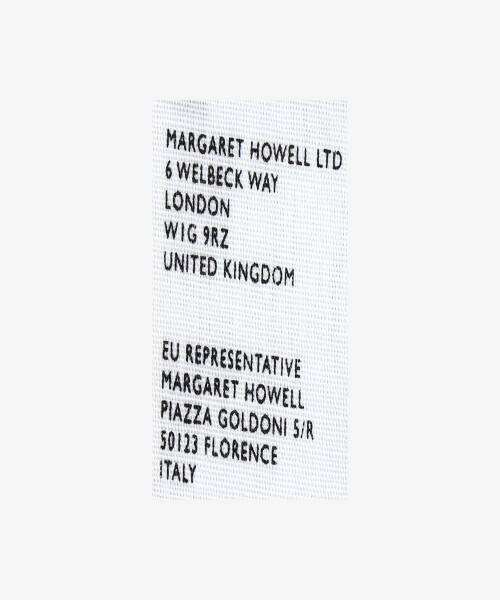 MARGARET HOWELL LTD
6 WELBECK WAY
LONDON
W1G 9RZ
UNITED KINGDOM
EU REPRESENTATIVE
MARGARET HOWELL
PIAZZA GOLDONI 5/R
50123 FLORENCE
ITALY